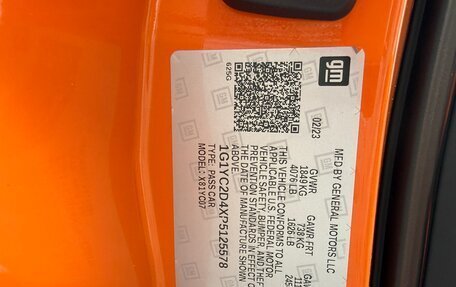 gm
MFD BY GENERAL MOTORS LLC
02/23
GVWR
GAWR FRT
1849 KG
738 KG
4076 LB
1626 LB
THIS VEHICLE CONFORMS TO ALL
APPLICABLE U.S. FEDERAL MOTOR
VEHICLE SAFETY, BUMPER, AND THEFT
PREVENTION STANDARDS IN EFFECT O
THE DATE OF MANUFACTURE SHOWN
ABOVE.
1G1YC2D4XP5125578
TYPE: PASS CAR
MODEL: X81YC07
625G